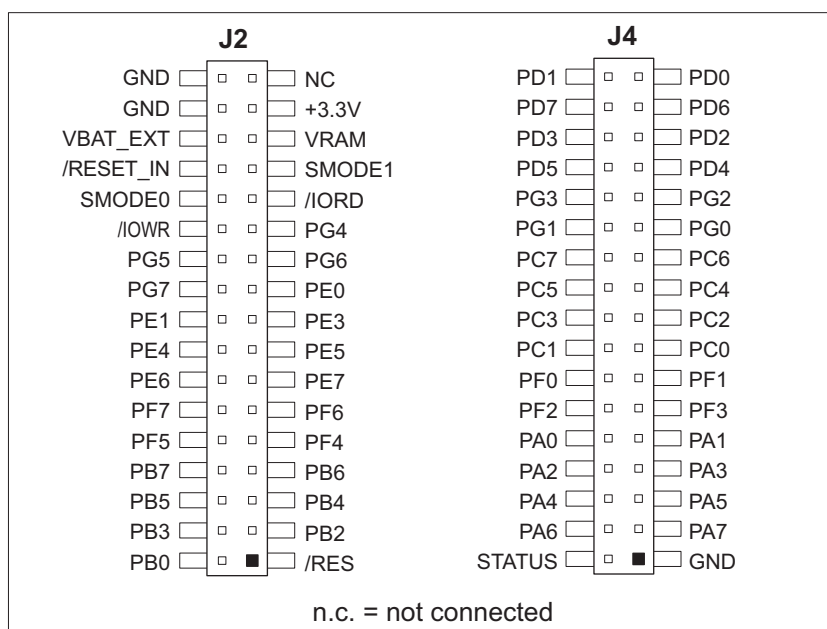 J2 J4
GND NC PD1 PD0
GND +3.3V PD7 PD6
VBAT_EXT VRAM PD3 PD2
/RESET_IN SMODE1 PD5 PD4
SMODE0 /IORD PG3 PG2
/IOWR PG4 PG1 PG0
PG5 PG6 PC7 PC6
PG7 PE0 PC5 PC4
PE1 PE3 PC3 PC2
PE4 PE5 PC1 PC0
PE6 PE7 PF0 PF1
PF7 PF6 PF2 PF3
PF5 PF4 PA0 PA1
PB7 PB6 PA2 PA3
PB5 PB4 PA4 PA5
PB3 PB2 PA6 PA7
PB0 /RES STATUS GND
n.c. = not connected